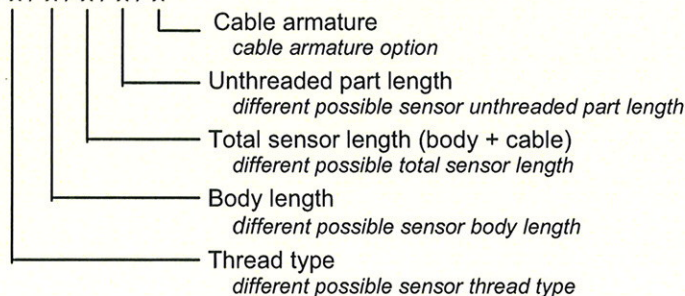 Cable armature
cable armature option
Unthreaded part length
different possible sensor unthreaded part length
Total sensor length (body + cable)
different possible total sensor length
Body length
different possible sensor body length
Thread type
different possible sensor thread type